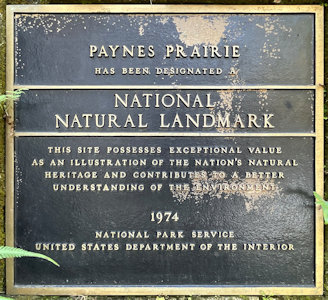 PAYNES PRAIRIE
HAS BEEN DESIGNATED A
NATIONAL
NATURAL LANDMARK
THIS SITE POSSESSES EXCEPTIONAL VALUE
AS AN ILLUSTRATION OF THE NATION'S NATURAL
HERITAGE AND CONTRIBUTES TO A BETTER
UNDERSTANDING OF THE ENVIRONMENT
1974
NATIONAL PARK SERVICE
UNITED STATES DEPARTMENT OF THE INTERIOR